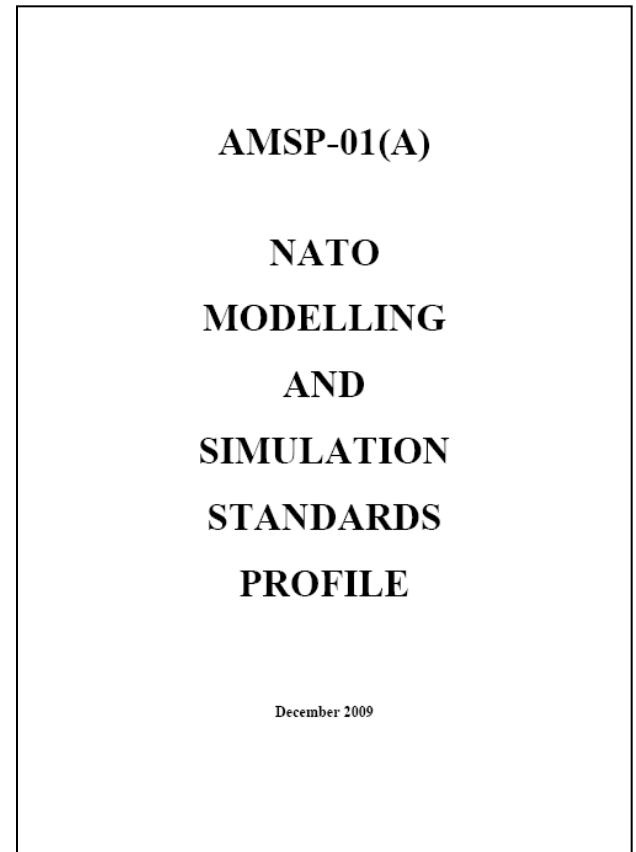 AMSP-01(A)
NATO
MODELLING
AND
SIMULATION
STANDARDS
PROFILE
December 2009